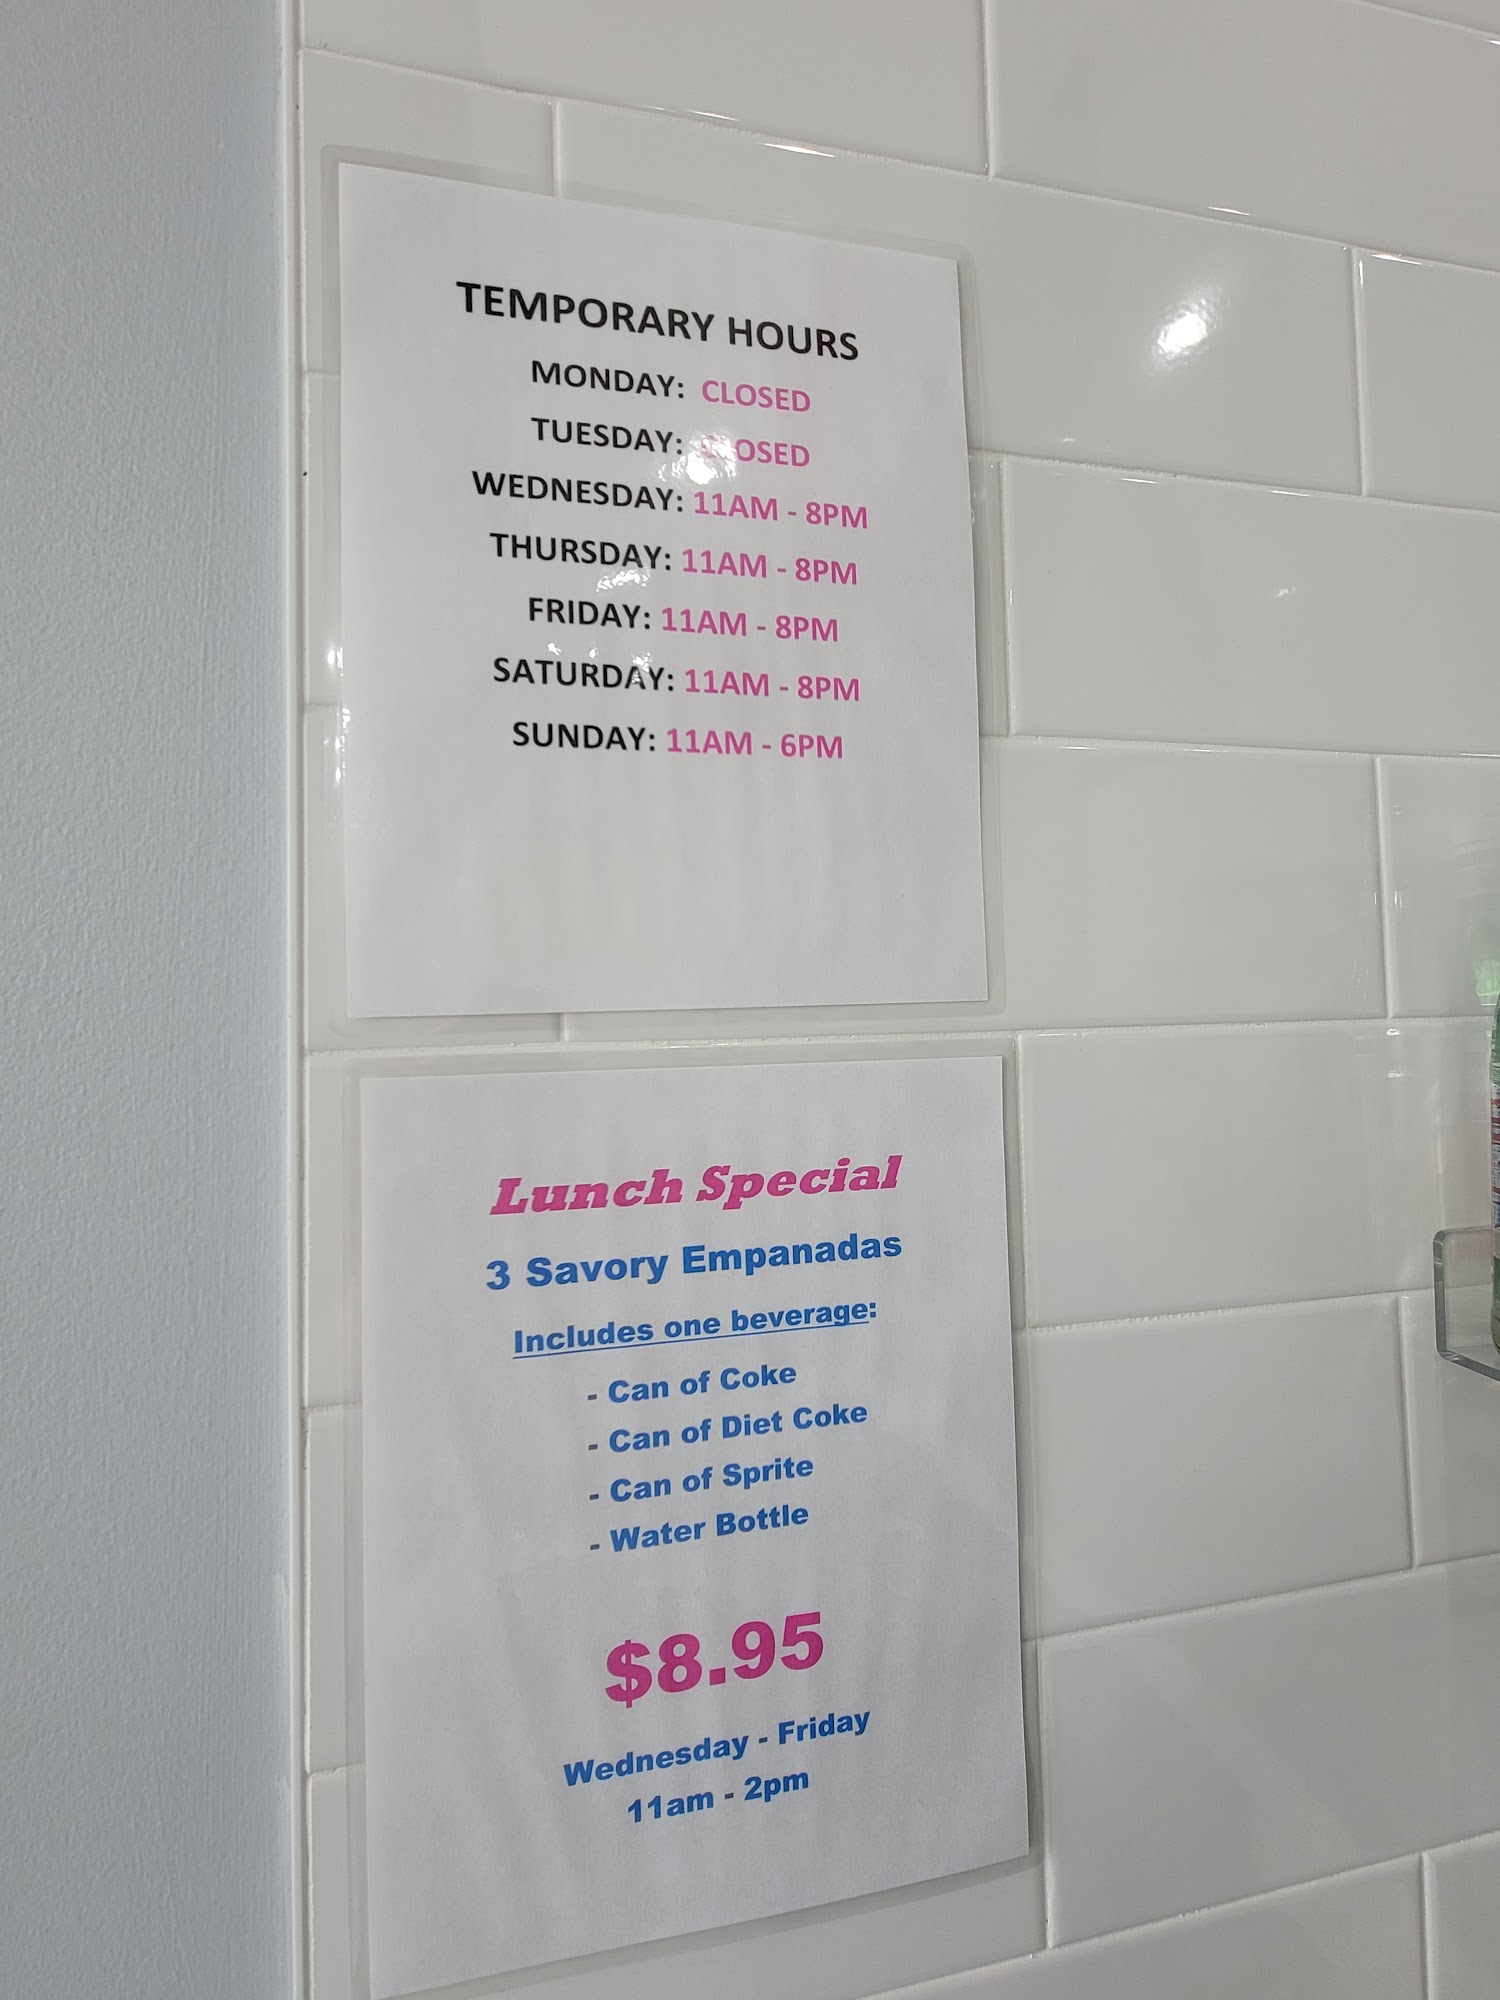 TEMPORARY HOURS
MONDAY: CLOSED
TUESDAY: CLOSED
WEDNESDAY: 11AM - 8PM
THURSDAY: 11AM - 8PM
FRIDAY: 11AM - 8PM
SATURDAY: 11AM - 8PM
SUNDAY: 11AM - 6PM
Lunch Special
3 Savory Empanadas
Includes one beverage:
- Can of Coke
- Can of Diet Coke
- Can of Sprite
- Water Bottle
$8.95
Wednesday - Friday
11am - 2pm